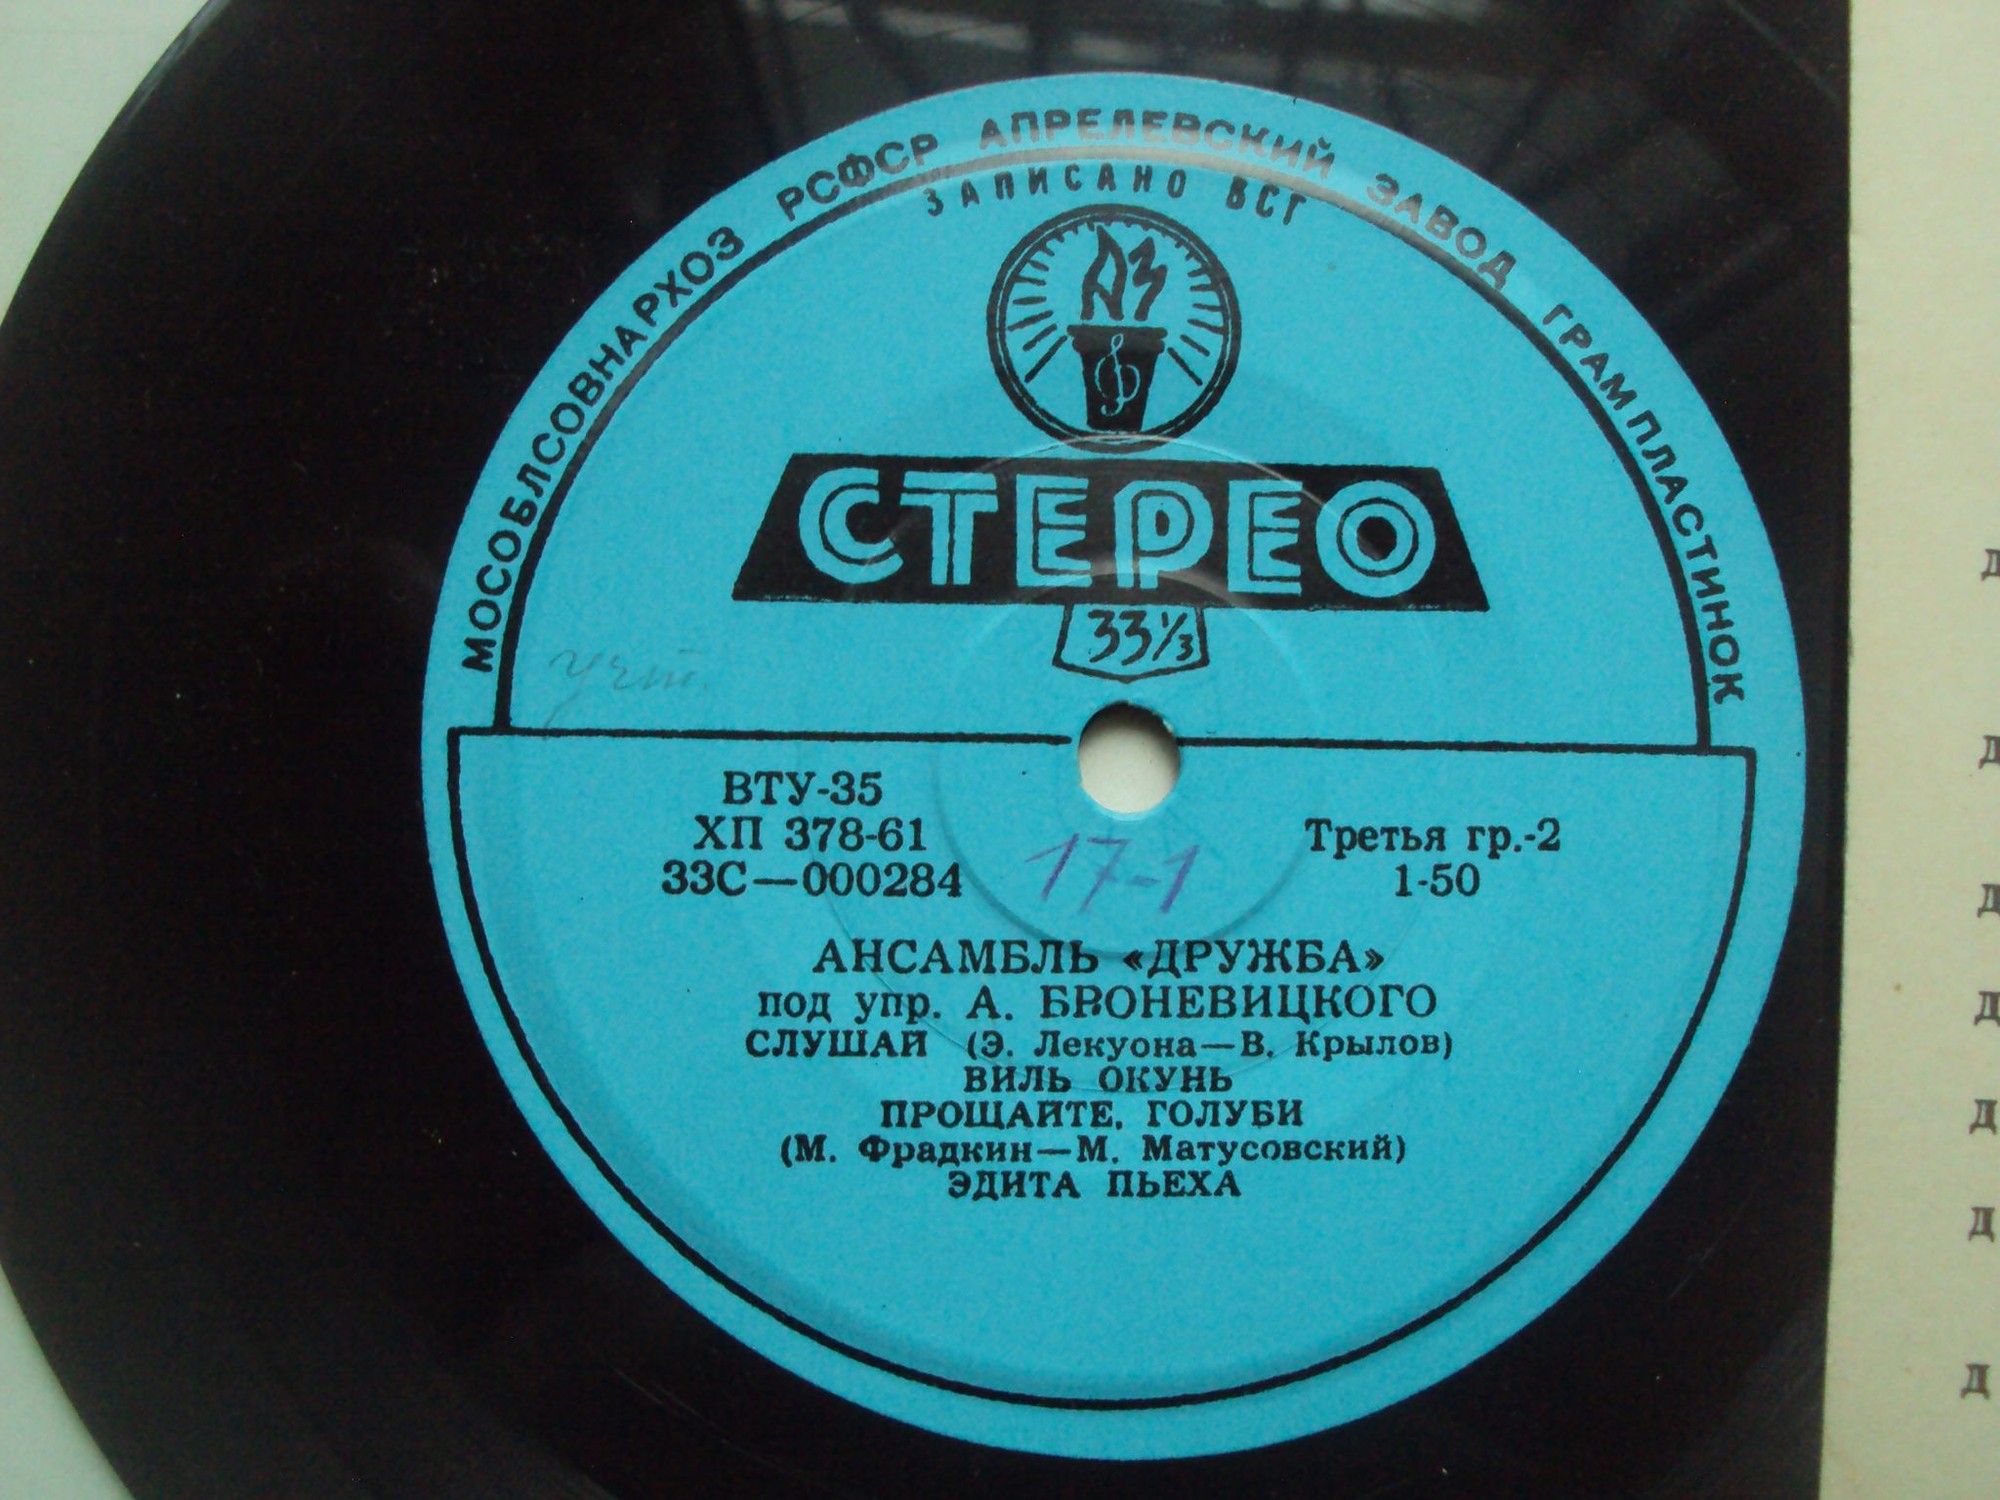 МОСОБЛСОВНАРХОЗ РСФСР АПРЕЛЕВСКИЙ ЗАВОД ГРАМПЛАСТИНОК
ЗАПИСАНО ВСГ
АЗ
СТЕРЕО
33⅓
ВТУ-35
ХП 378-61
33С—000284
17-1
Третья гр.-2
1-50
АНСАМБЛЬ «ДРУЖБА»
под упр. А. БРОНЕВИЦКОГО
СЛУШАЙ (Э. Лекуона—В. Крылов)
ВИЛЬ ОКУНЬ
ПРОЩАЙТЕ, ГОЛУБИ
(М. Фрадкин—М. Матусовский)
ЭДИТА ПЬЕХА